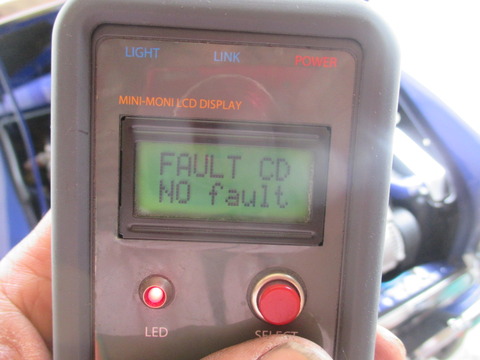 LIGHT LINK POWER
MINI-MONI LCD DISPLAY
FAULT CD
NO fault
LED SELECT